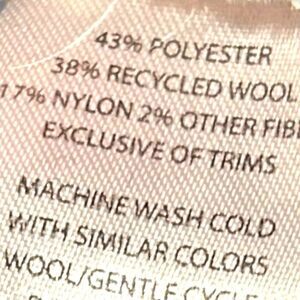 43% POLYESTER
38% RECYCLED WOOL
17% NYLON 2% OTHER FIBE
EXCLUSIVE OF TRIMS
MACHINE WASH COLD
WITH SIMILAR COLORS
WOOL/GENTLE CYCLE